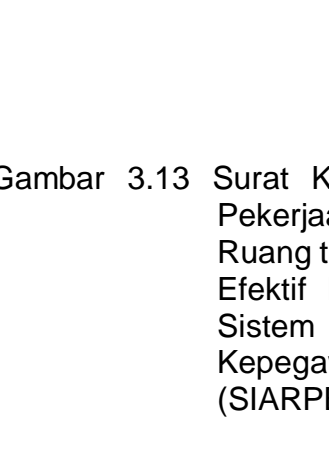 Gambar 3.13 Surat K
Pekerjaa
Ruang t
Efektif
Sistem
Kepega
(SIARP